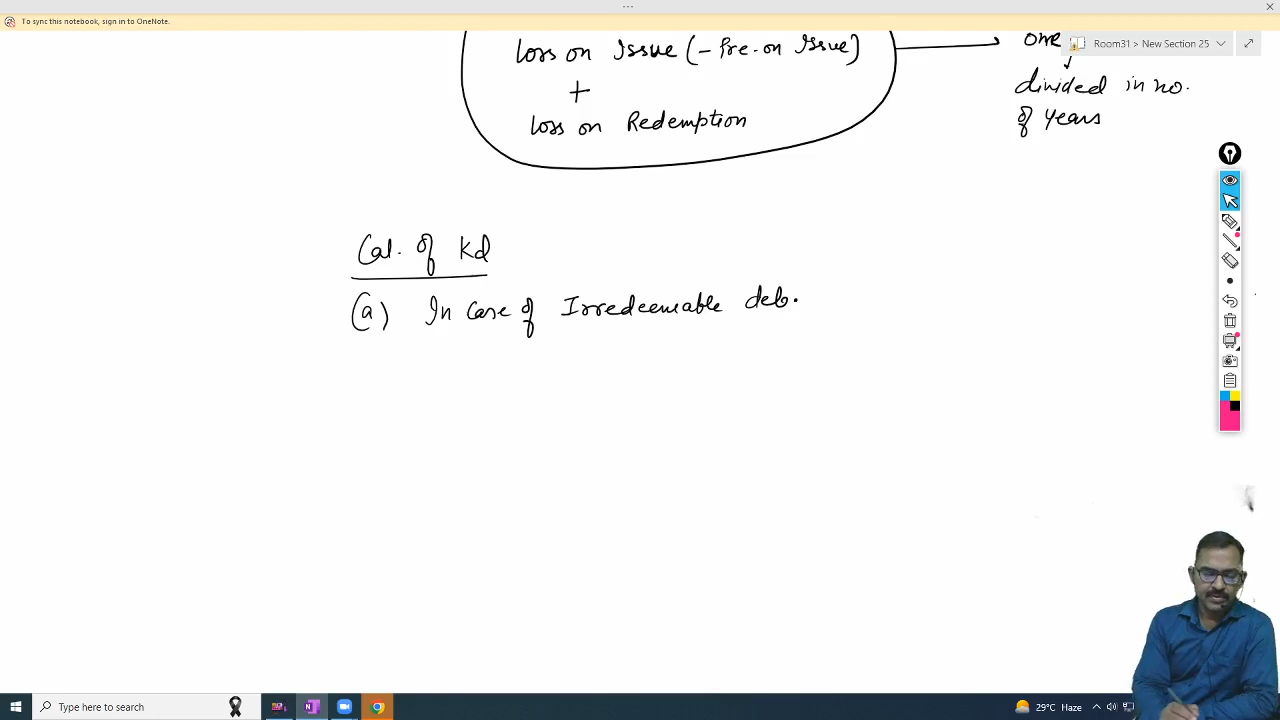 To sync this notebook, sign in to OneNote.
Loss on Issue (- Pre. on Issue)
+
Loss on Redemption
one
divided in no.
of years
Room31 > New Section 25
Cal. of Kd
(a) In case of Irredeemable deb.
Type here to search
29°C Haze